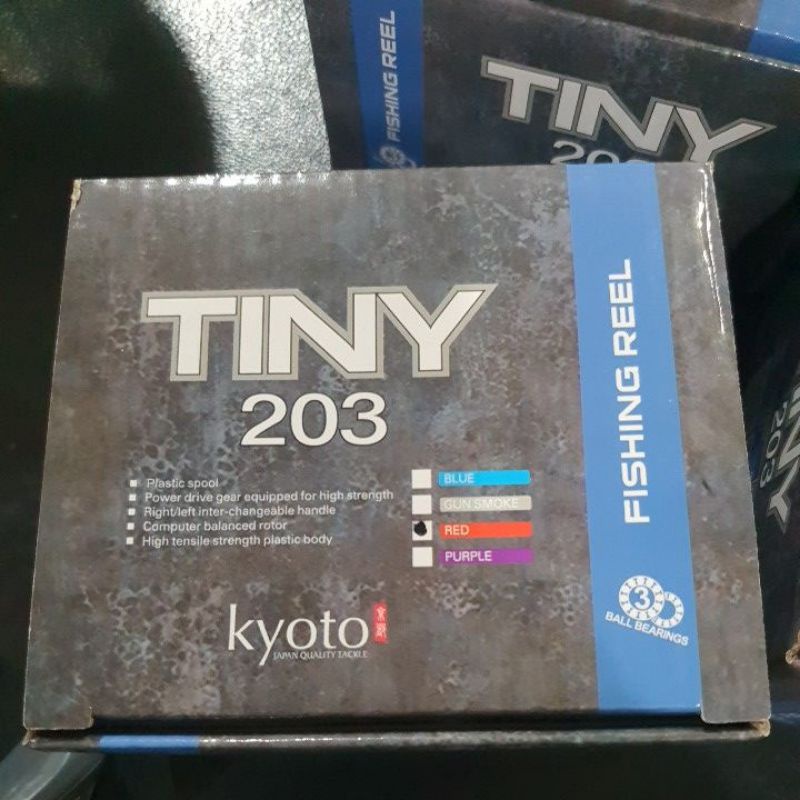 FISHING REEL
TINY
TINY
203
Plastic spool
Power drive gear equipped for high strength
Right/left inter-changeable handle
Computer balanced rotor
High tensile strength plastic body
BLUE
GUN SMOKE
RED
PURPLE
kyoto
JAPAN QUALITY TACKLE
FISHING REEL
3
BALL BEARINGS
203